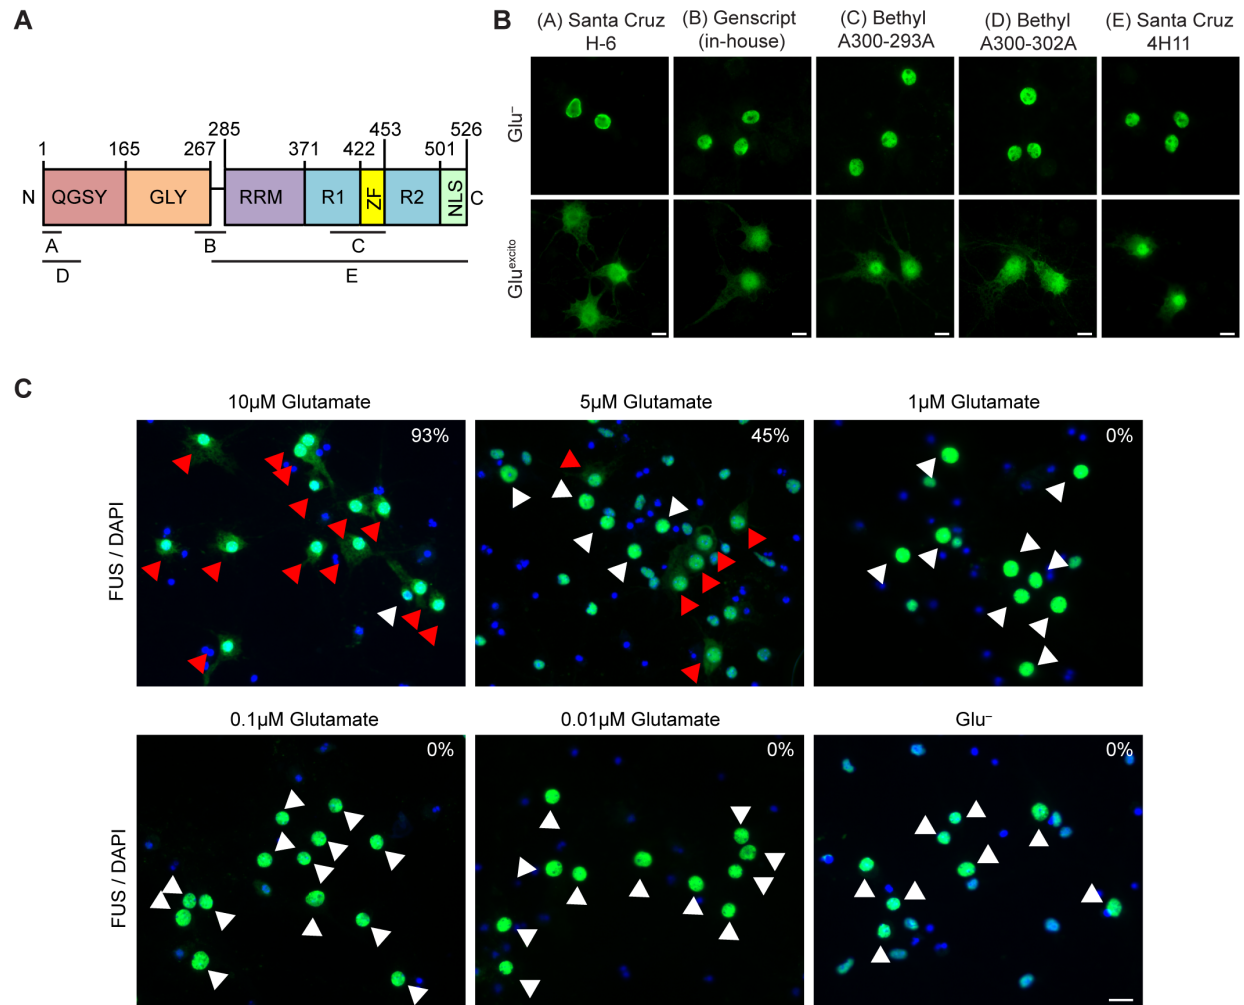 A
285 453 526
1 165 267 371 422 501
N QGSY GLY RRM R1 ZF R2 NLS C
A B C
D E
B
(A) Santa Cruz (B) Genscript (C) Bethyl (D) Bethyl (E) Santa Cruz
H-6 (in-house) A300-293A A300-302A 4H11
Glu–
Gluexcito
C
10µM Glutamate 5µM Glutamate 1µM Glutamate
FUS / DAPI
93% 45% 0%
0.1µM Glutamate 0.01µM Glutamate Glu–
FUS / DAPI
0% 0% 0%